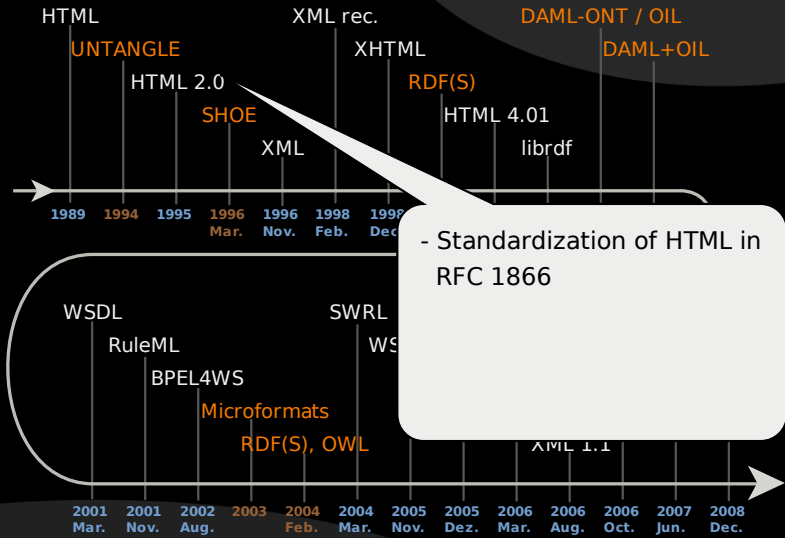 HTML
XML rec.
DAML-ONT / OIL
UNTANGLE
XHTML
DAML+OIL
HTML 2.0
RDF(S)
SHOE
HTML 4.01
XML
librdf
1989 1994 1995 1996 1996 1998 1998
Mar. Nov. Feb. Dec
- Standardization of HTML in
RFC 1866
WSDL
SWRL
RuleML
WS
BPEL4WS
Microformats
RDF(S), OWL
XML 1.1
2001 2001 2002 2003 2004 2004 2005 2005 2006 2006 2006 2007 2008
Mar. Nov. Aug. Feb. Mar. Nov. Dez. Mar. Aug. Oct. Jun. Dec.